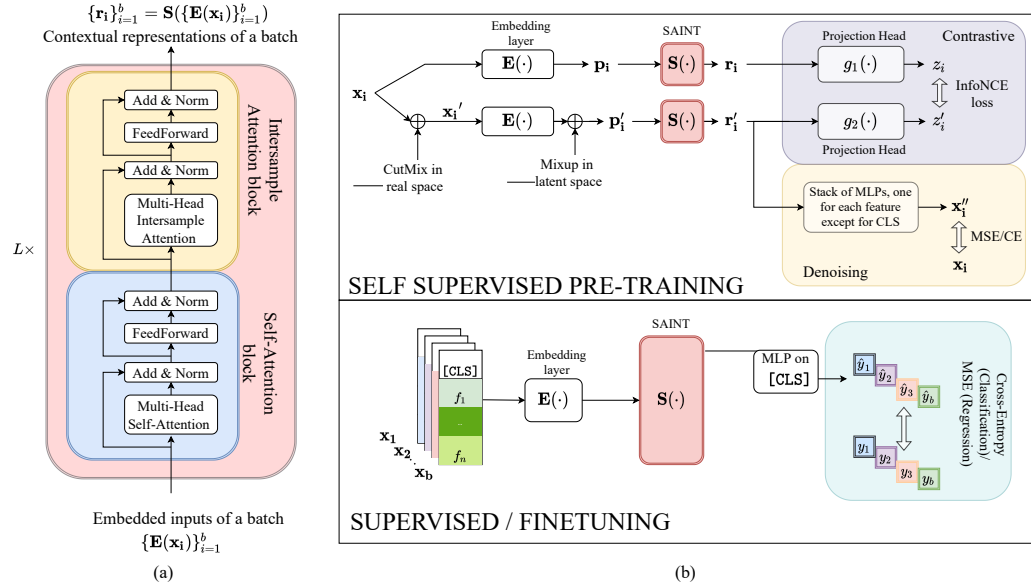 {r_i}_{i=1}^b = S({E(x_i)}_{i=1}^b)
Contextual representations of a batch
Add & Norm
FeedForward
Add & Norm
Multi-Head
Intersample
Attention
Intersample
Attention block
L×
Add & Norm
FeedForward
Add & Norm
Multi-Head
Self-Attention
Self-Attention
block
Embedded inputs of a batch
{E(x_i)}_{i=1}^b
(a)
Embedding
layer
SAINT
Projection Head
Contrastive
x_i
E(·)
p_i
S(·)
r_i
g_1(·)
z_i
InfoNCE
loss
x_i'
E(·)
p_i'
S(·)
r_i'
g_2(·)
z_i'
Projection Head
CutMix in
real space
Mixup in
latent space
Stack of MLPs, one
for each feature
except for CLS
x_i''
MSE/CE
x_i
Denoising
SELF SUPERVISED PRE-TRAINING
[CLS]
f_1
..
f_n
x_1
x_2
..
x_b
Embedding
layer
E(·)
SAINT
S(·)
MLP on
[CLS]
ŷ_1
ŷ_2
ŷ_3
ŷ_b
y_1
y_2
y_3
y_b
Cross-Entropy
(Classification)/
MSE (Regression)
SUPERVISED / FINETUNING
(b)